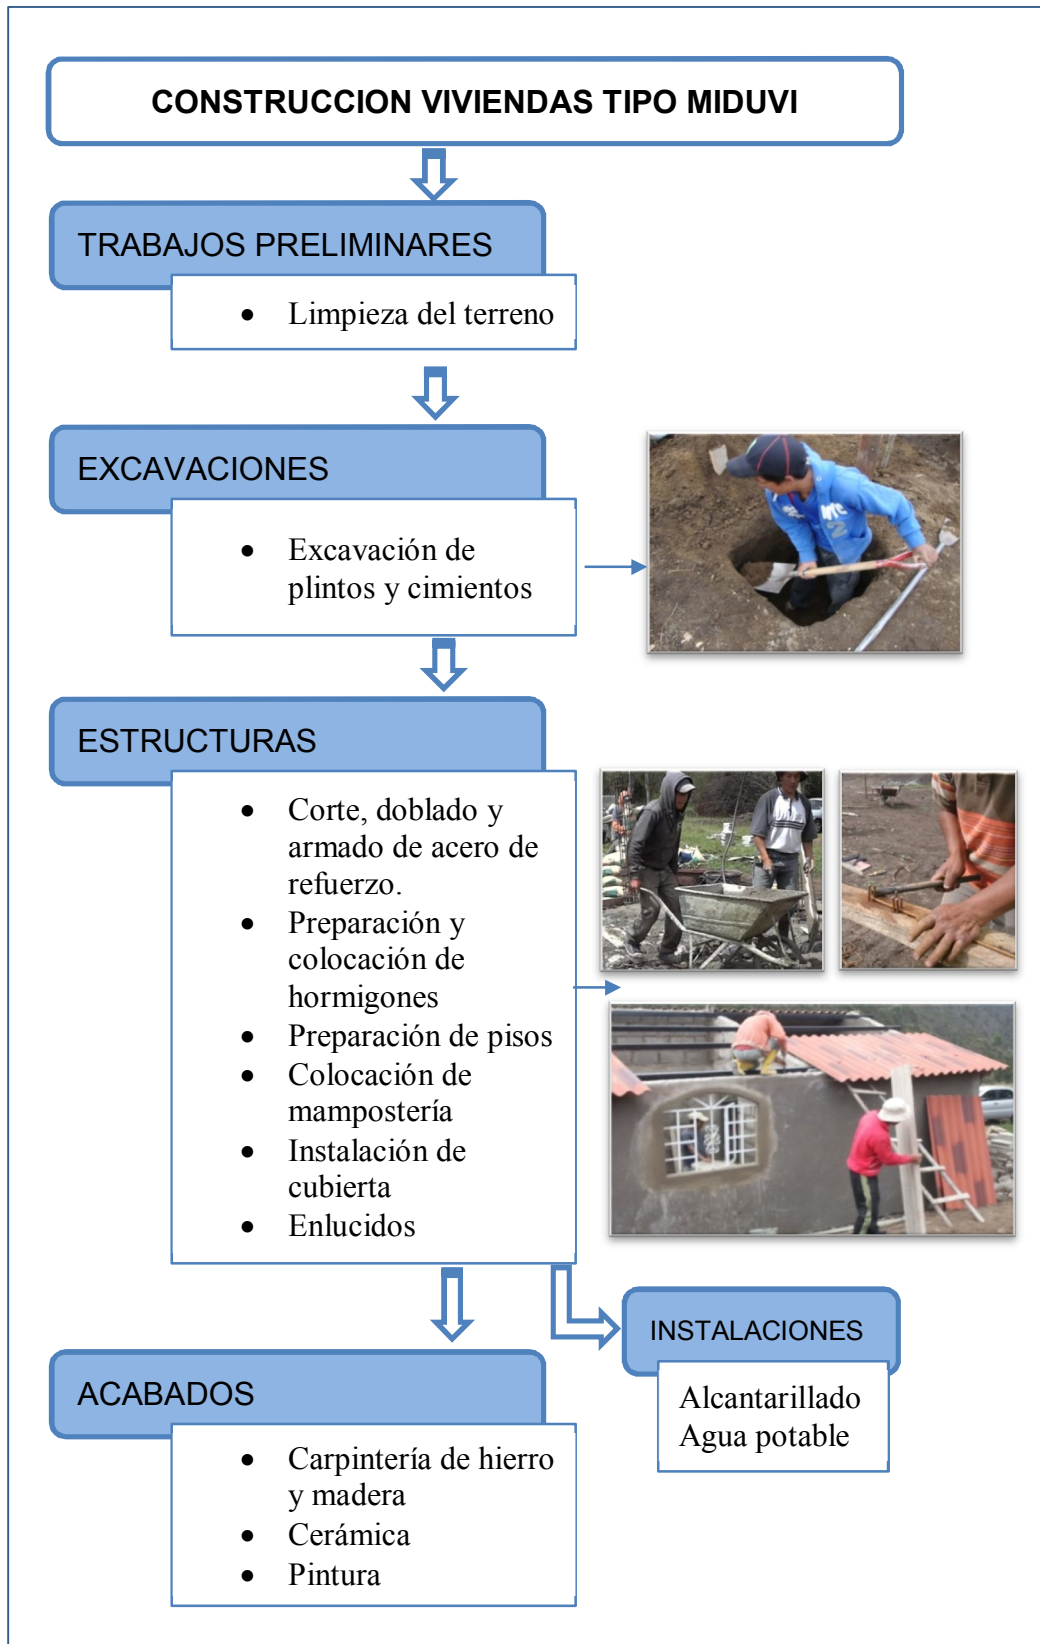 CONSTRUCCION VIVIENDAS TIPO MIDUVI
TRABAJOS PRELIMINARES
• Limpieza del terreno
EXCAVACIONES
• Excavación de
plintos y cimientos
ESTRUCTURAS
• Corte, doblado y
armado de acero de
refuerzo.
• Preparación y
colocación de
hormigones
• Preparación de pisos
• Colocación de
mampostería
• Instalación de
cubierta
• Enlucidos
INSTALACIONES
Alcantarillado
Agua potable
ACABADOS
• Carpintería de hierro
y madera
• Cerámica
• Pintura